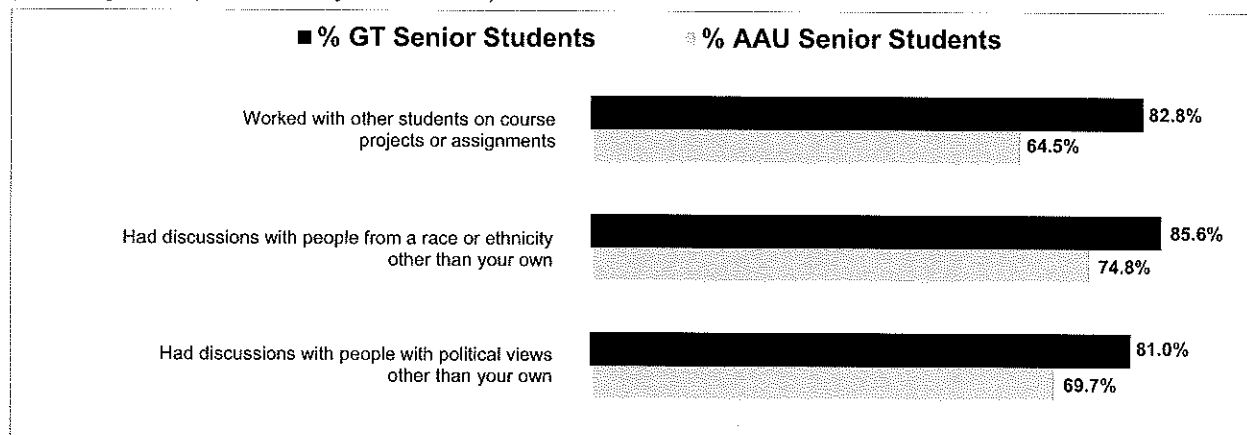 % GT Senior Students % AAU Senior Students
Worked with other students on course
projects or assignments
82.8%
64.5%
Had discussions with people from a race or ethnicity
other than your own
85.6%
74.8%
Had discussions with people with political views
other than your own
81.0%
69.7%